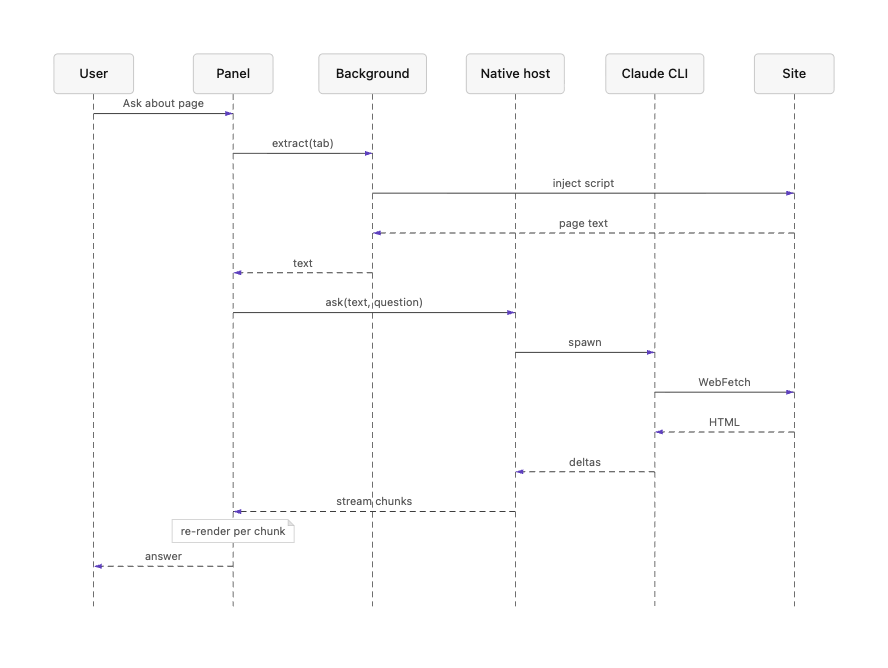 User
Panel
Background
Native host
Claude CLI
Site
Ask about page
extract(tab)
inject script
page text
text
ask(text, question)
spawn
WebFetch
HTML
deltas
stream chunks
re-render per chunk
answer